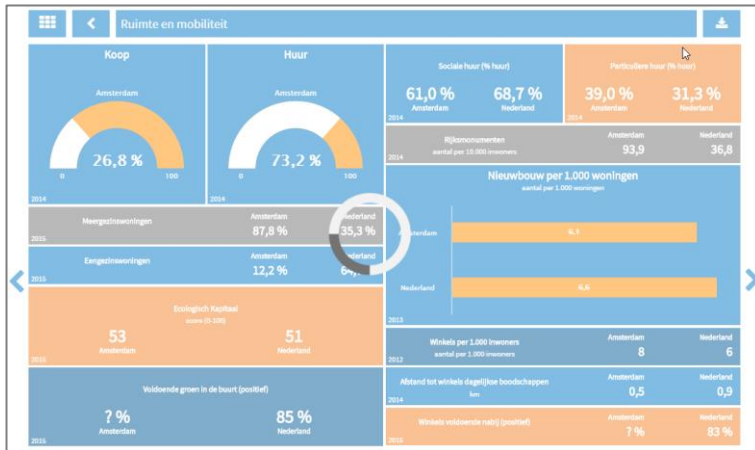 Ruimte en mobiliteit
Koop
Amsterdam
26,8 %
0
100
2014
Huur
Amsterdam
73,2 %
0
100
2014
Sociale huur (% huur)
61,0 %
68,7 %
Amsterdam
Nederland
2014
Particuliere huur (% huur)
39,0 %
31,3 %
Amsterdam
Nederland
2014
Rijksmonumenten
aantal per 10.000 inwoners
Amsterdam
Nederland
93,9
36,8
2014
Meergezinswoningen
Amsterdam
Nederland
87,8 %
35,3 %
2015
Eengezinswoningen
Amsterdam
Nederland
12,2 %
2015
Nieuwbouw per 1.000 woningen
aantal per 1.000 woningen
Amsterdam
6,1
Nederland
6,6
2013
Ecologisch Kapitaal
score (0-100)
53
51
Amsterdam
Nederland
2015
Voldoende groen in de buurt (positief)
? %
85 %
Amsterdam
Nederland
2015
Winkels per 1.000 inwoners
aantal per 1.000 inwoners
Amsterdam
Nederland
8
6
2012
Afstand tot winkels dagelijkse boodschappen
km
Amsterdam
Nederland
0,5
0,9
2014
Winkels voldoende nabij (positief)
Amsterdam
Nederland
? %
83 %
2015